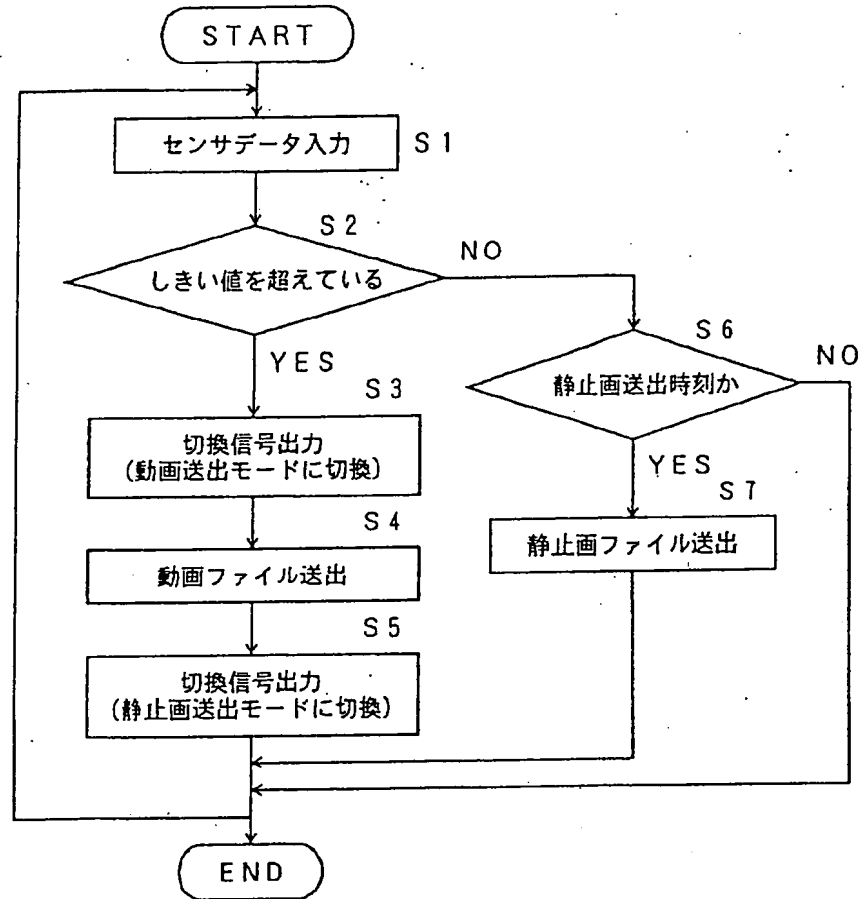 START
センサデータ入力 S1
S2
しきい値を超えている
NO
YES
S6
静止画送出時刻か
NO
YES
S3
切換信号出力
(動画送出モードに切換)
S7
静止画ファイル送出
S4
動画ファイル送出
S5
切換信号出力
(静止画送出モードに切換)
END